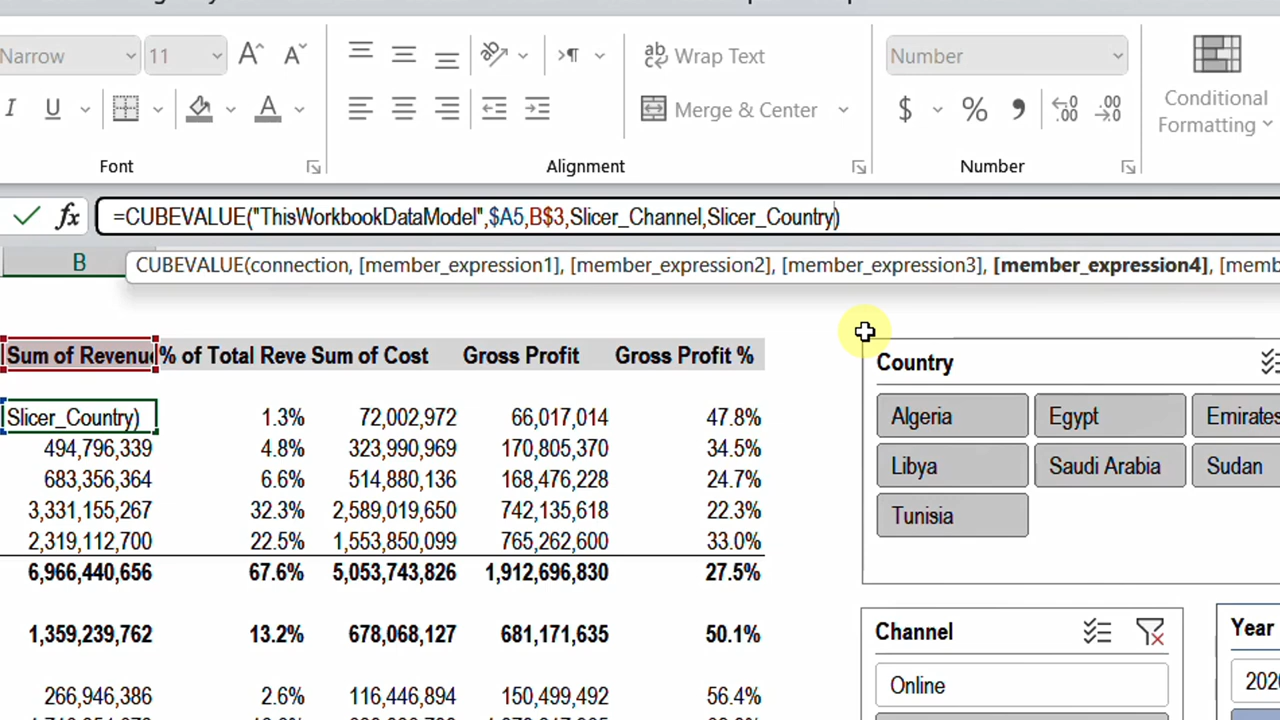 Narrow 11 Wrap Text Number
I U A Merge & Center $ % , Conditional
Formatting
Font Alignment Number
fx =CUBEVALUE("ThisWorkbookDataModel",$A5,B$3,Slicer_Channel,Slicer_Country)
B CUBEVALUE(connection, [member_expression1], [member_expression2], [member_expression3], [member_expression4], [memb
Sum of Revenue % of Total Reve Sum of Cost Gross Profit Gross Profit %
Country
Slicer_Country) 1.3% 72,002,972 66,017,014 47.8%
Algeria Egypt Emirates
494,796,339 4.8% 323,990,969 170,805,370 34.5%
Libya Saudi Arabia Sudan
683,356,364 6.6% 514,880,136 168,476,228 24.7%
3,331,155,267 32.3% 2,589,019,650 742,135,618 22.3%
Tunisia
2,319,112,700 22.5% 1,553,850,099 765,262,600 33.0%
6,966,440,656 67.6% 5,053,743,826 1,912,696,830 27.5%
1,359,239,762 13.2% 678,068,127 681,171,635 50.1%
Channel Year
Online 2020
266,946,386 2.6% 116,446,894 150,499,492 56.4%